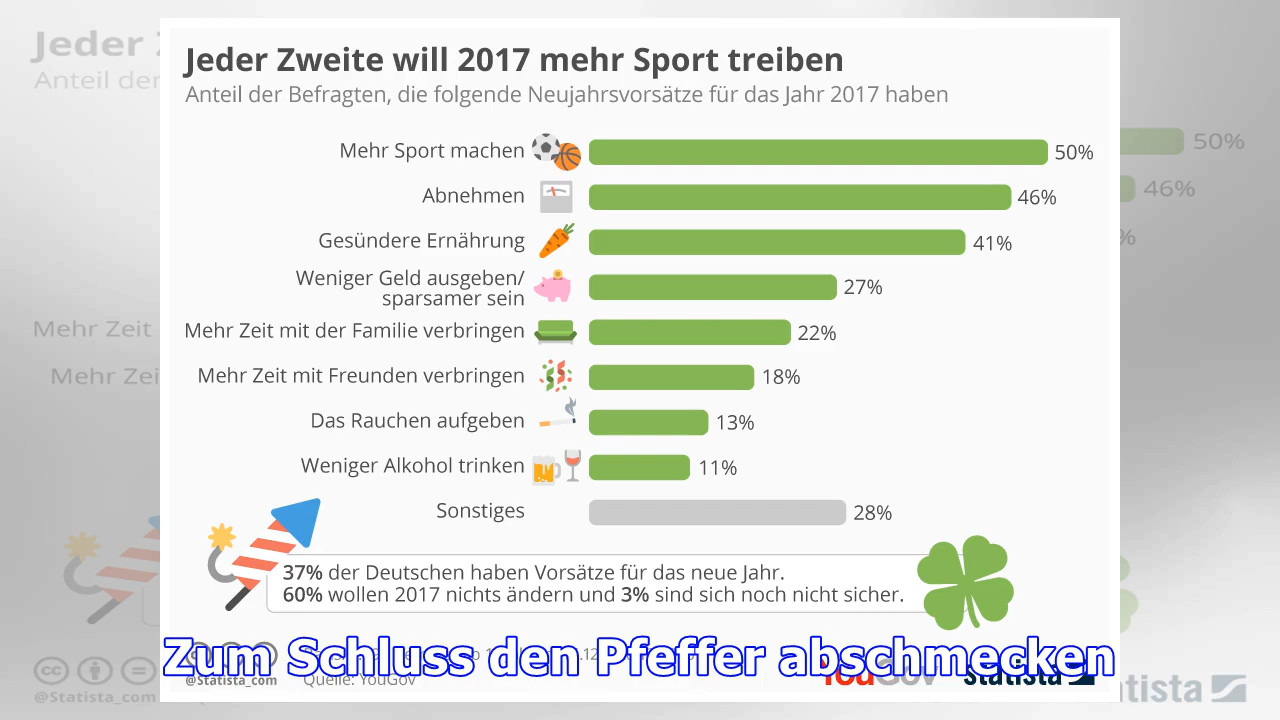 Jeder Zweite will 2017 mehr Sport treiben
Anteil der Befragten, die folgende Neujahrsvorsätze für das Jahr 2017 haben
Mehr Sport machen 50%
Abnehmen 46%
Gesündere Ernährung 41%
Weniger Geld ausgeben/
sparsamer sein 27%
Mehr Zeit mit der Familie verbringen 22%
Mehr Zeit mit Freunden verbringen 18%
Das Rauchen aufgeben 13%
Weniger Alkohol trinken 11%
Sonstiges 28%
37% der Deutschen haben Vorsätze für das neue Jahr.
60% wollen 2017 nichts ändern und 3% sind sich noch nicht sicher.
Zum Schluss den Pfeffer abschmecken
@Statista_com Quelle: YouGov YouGov statista